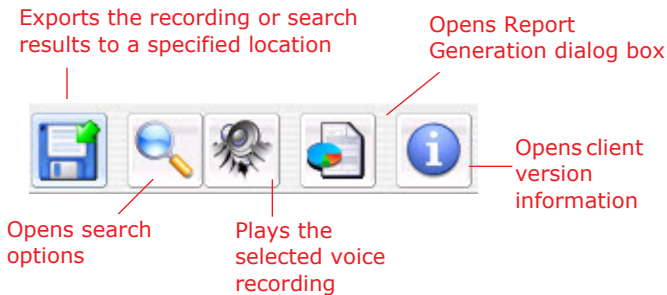 Exports the recording or search
results to a specified location
Opens Report
Generation dialog box
Opens client
version
information
Opens search
options
Plays the
selected voice
recording